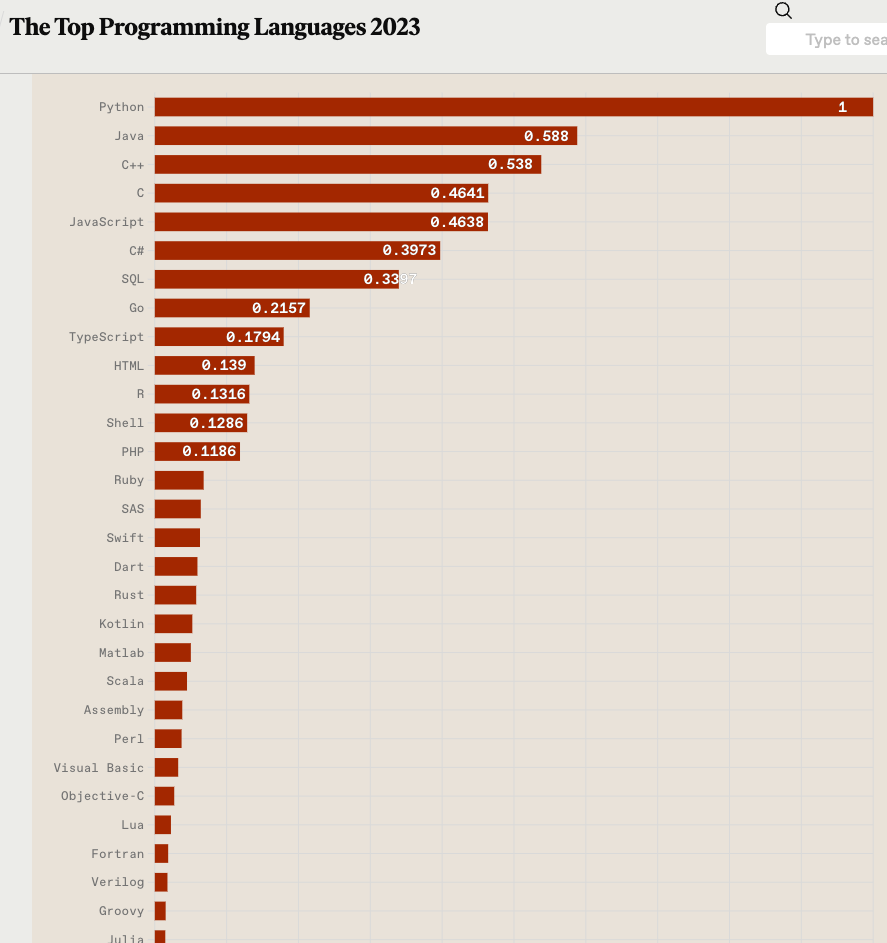 The Top Programming Languages 2023
Type to sea
Python 1
Java 0.588
C++ 0.538
C 0.4641
JavaScript 0.4638
C# 0.3973
SQL 0.3397
Go 0.2157
TypeScript 0.1794
HTML 0.139
R 0.1316
Shell 0.1286
PHP 0.1186
Ruby
SAS
Swift
Dart
Rust
Kotlin
Matlab
Scala
Assembly
Perl
Visual Basic
Objective-C
Lua
Fortran
Verilog
Groovy
Julia